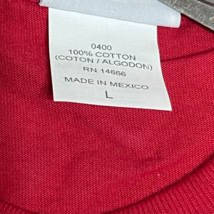 0400
100% COTTON
(COTON / ALGODON)
RN 14666
MADE IN MEXICO
L